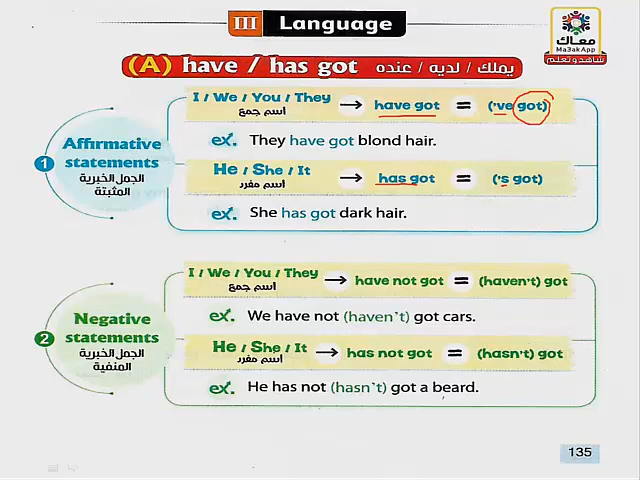 III Language
معاك
Ma3ak App
شاهد وتعلم
(A) have / has got يملك / لديه / عنده
I / We / You / They → have got = ('ve got)
اسم جمع
ex. They have got blond hair.
He / She / It → has got = ('s got)
اسم مفرد
ex. She has got dark hair.
1 Affirmative
statements
الجمل الخبرية
المثبتة
I / We / You / They → have not got = (haven't) got
اسم جمع
ex. We have not (haven't) got cars.
He / She / It → has not got = (hasn't) got
اسم مفرد
ex. He has not (hasn't) got a beard.
2 Negative
statements
الجمل الخبرية
المنفية
135